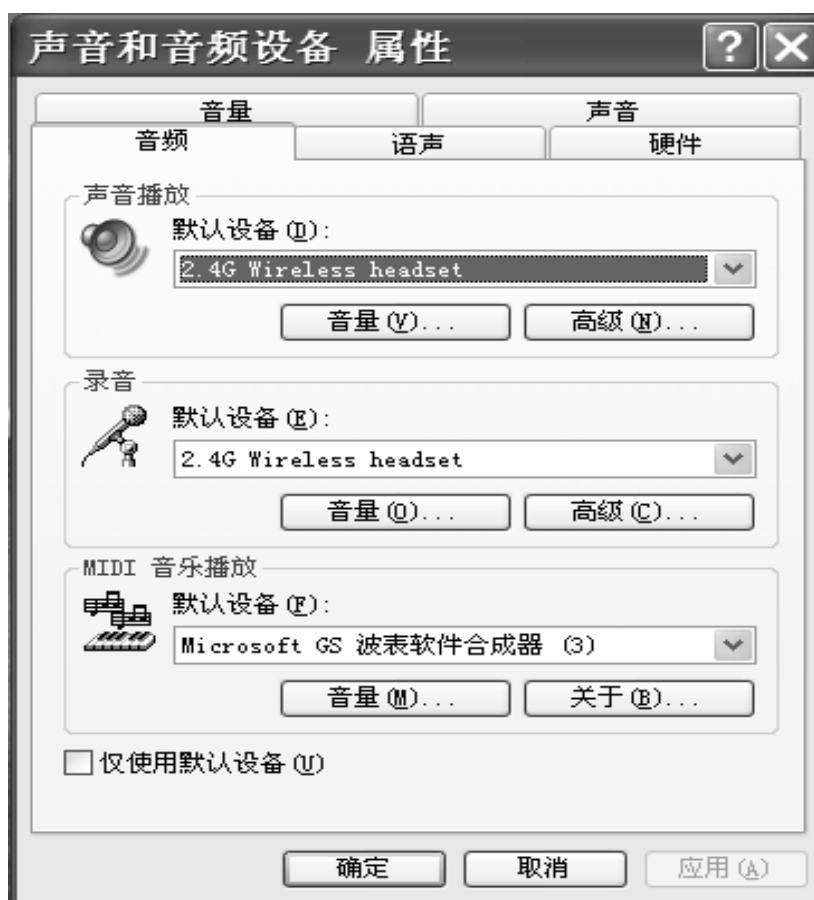 声音和音频设备 属性
音量 声音
音频 语声 硬件
声音播放
默认设备(D):
2.4G Wireless headset
音量(V)... 高级(N)...
录音
默认设备(E):
2.4G Wireless headset
音量(O)... 高级(C)...
MIDI 音乐播放
默认设备(F):
Microsoft GS 波表软件合成器 (3)
音量(M)... 关于(B)...
仅使用默认设备(U)
确定 取消 应用(A)